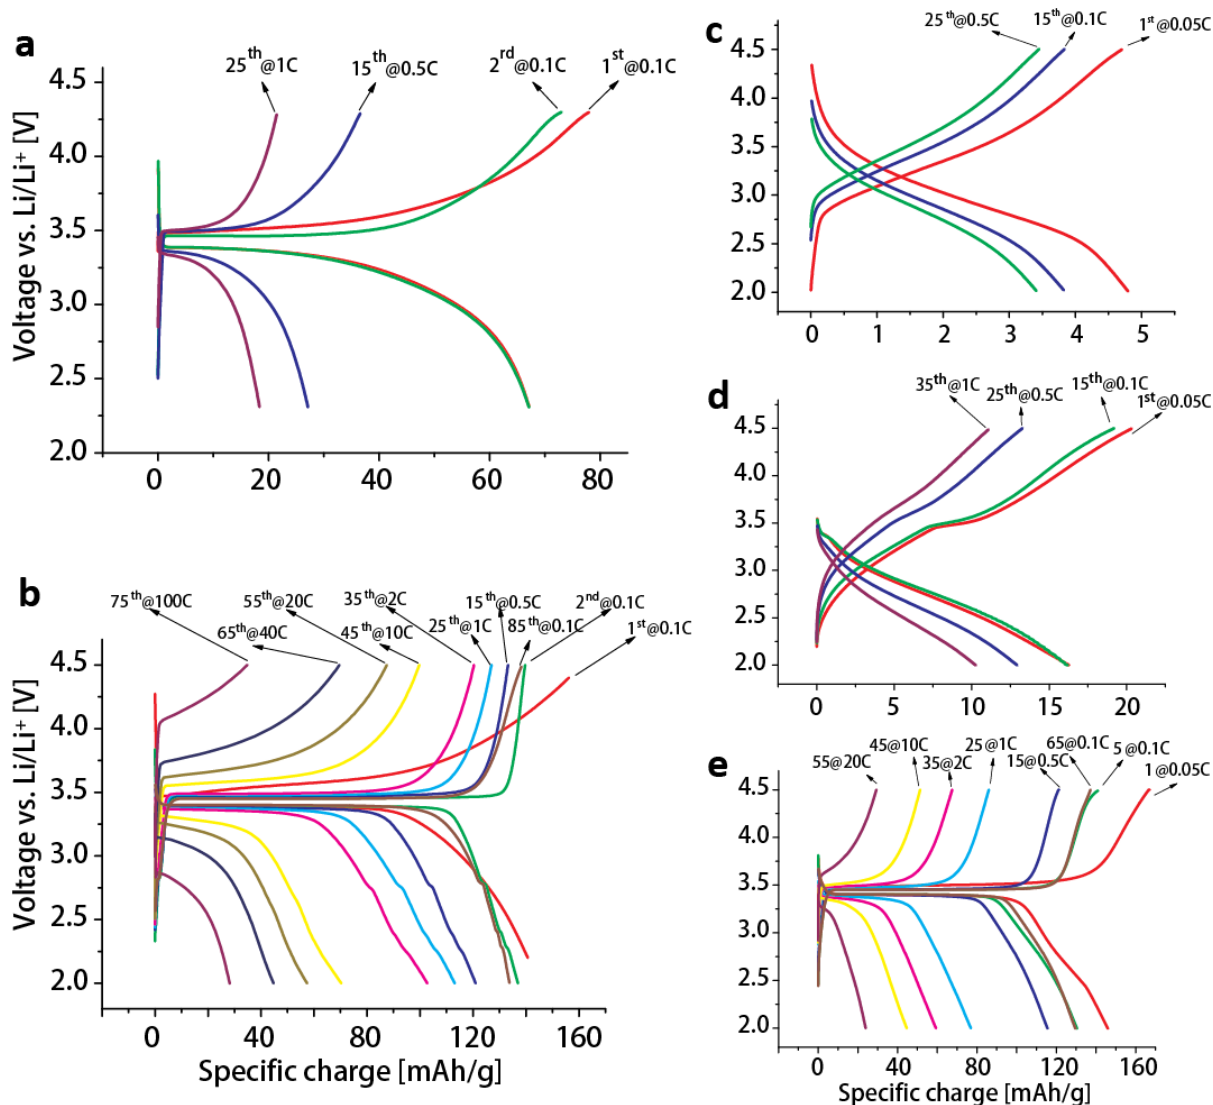 a
25th@1C
15th@0.5C
2rd@0.1C
1st@0.1C
4.5
4.0
3.5
3.0
2.5
2.0
Voltage vs. Li/Li+ [V]
0
20
40
60
80
b
75th@100C
65th@40C
55th@20C
45th@10C
35th@2C
25th@1C
15th@0.5C
85th@0.1C
2nd@0.1C
1st@0.1C
4.5
4.0
3.5
3.0
2.5
2.0
Voltage vs. Li/Li+ [V]
0
40
80
120
160
Specific charge [mAh/g]
c
25th@0.5C
15th@0.1C
1st@0.05C
4.5
4.0
3.5
3.0
2.5
2.0
0
1
2
3
4
5
d
35th@1C
25th@0.5C
15th@0.1C
1st@0.05C
4.5
4.0
3.5
3.0
2.5
2.0
0
5
10
15
20
e
55@20C
45@10C
35@2C
25@1C
15@0.5C
65@0.1C
5@0.1C
1@0.05C
4.5
4.0
3.5
3.0
2.5
2.0
0
40
80
120
160
Specific charge [mAh/g]